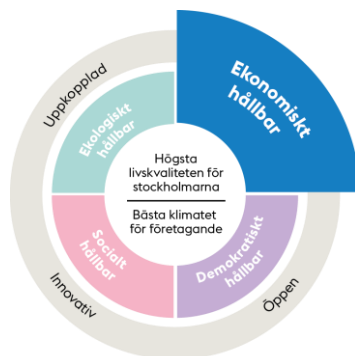 Uppkopplad
Ekonomiskt
hållbar
Ekologiskt
hållbar
Högsta
livskvaliteten för
stockholmarna
Bästa klimatet
för företagande
Socialt
hållbar
Demokratiskt
hållbar
Innovativ
Öppen